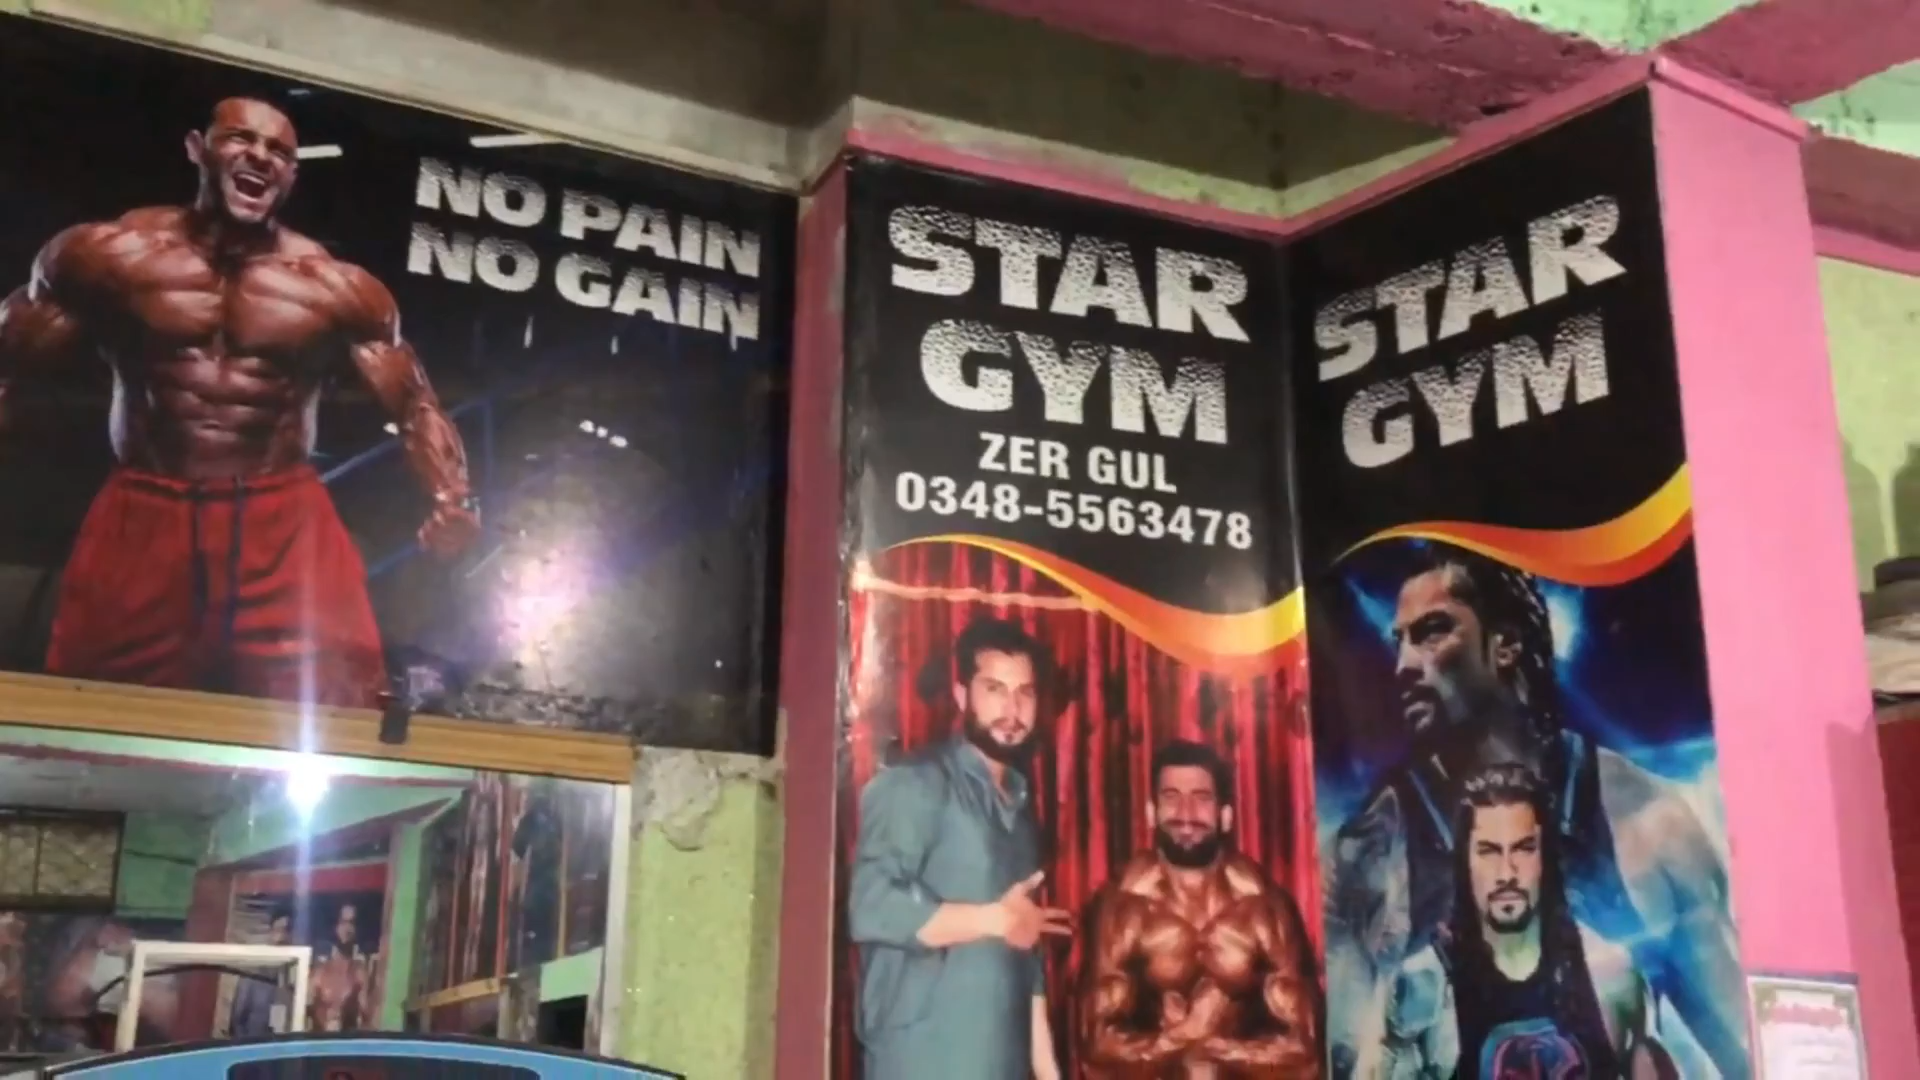 NO PAIN
NO GAIN
STAR
GYM
ZER GUL
0348-5563478
STAR
GYM